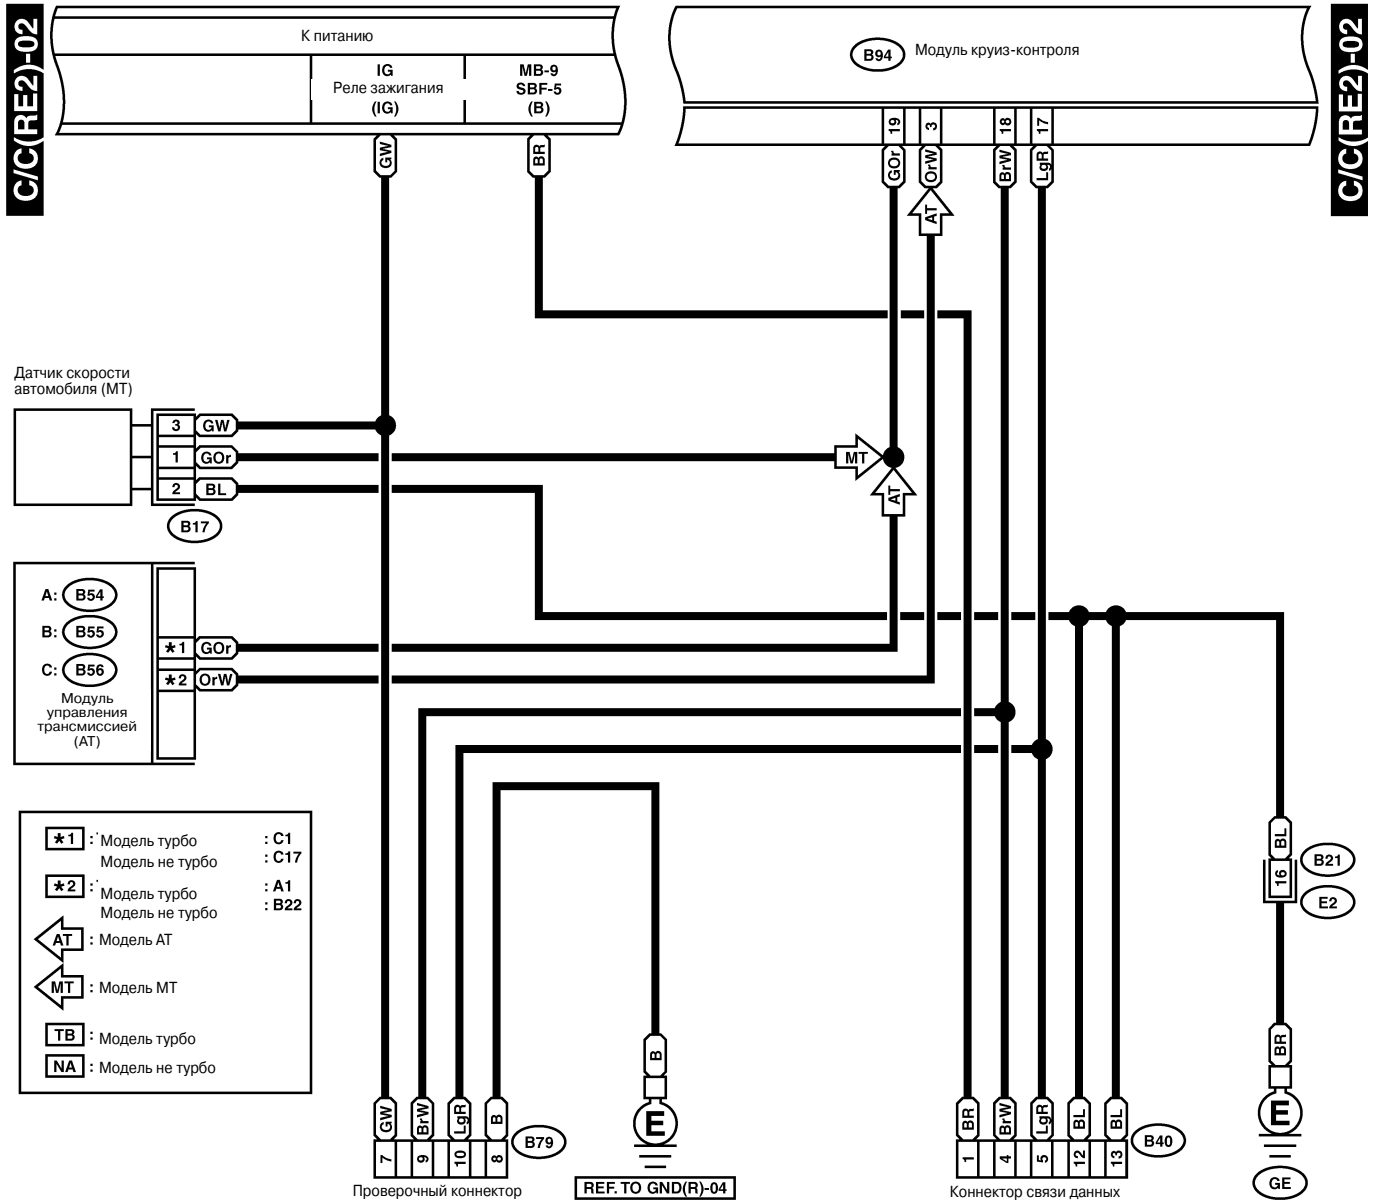 C/C(RE2)-02
К питанию
IG
Реле зажигания
(IG)
MB-9
SBF-5
(B)
GW
BR
B94
Модуль круиз-контроля
19
3
18
17
GOr
OrW
BrW
LgR
AT
C/C(RE2)-02
Датчик скорости
автомобиля (МТ)
3 GW
1 GOr
2 BL
B17
MT
AT
A: B54
B: B55
C: B56
Модуль
управления
трансмиссией
(АТ)
*1 GOr
*2 OrW
*1 : Модель турбо : C1
Модель не турбо : C17
*2 : Модель турбо : A1
Модель не турбо : B22
AT : Модель АТ
MT : Модель МТ
TB : Модель турбо
NA : Модель не турбо
BL
16
B21
E2
BR
E
GE
B
E
REF. TO GND(R)-04
GW
BrW
LgR
B
7
9
10
8
B79
Проверочный коннектор
BR
BrW
LgR
BL
BL
1
4
5
12
13
B40
Коннектор связи данных